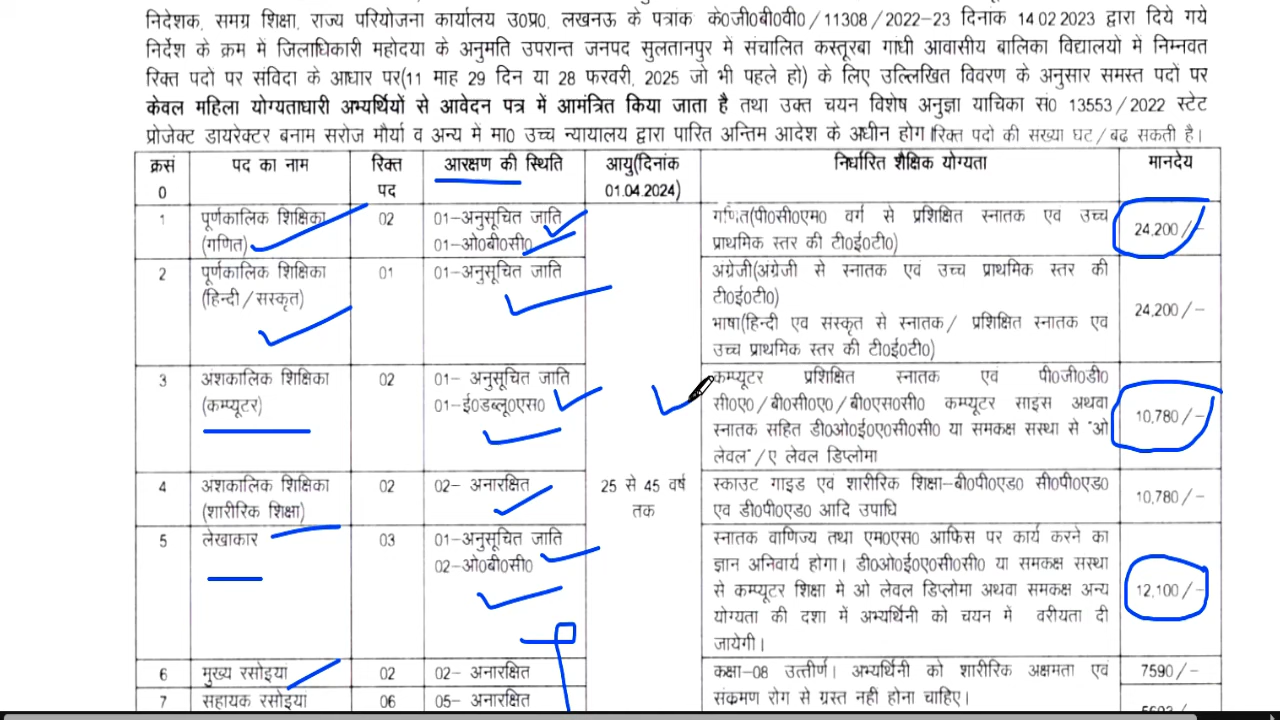 निदेशक, समग्र शिक्षा, राज्य परियोजना कार्यालय उ0प्र0, लखनऊ के पत्रांक के0जी0बी0वी0/11308/2022-23 दिनांक 14 02 2023 द्वारा दिये गये
निर्देश के क्रम में जिलाधिकारी महोदया के अनुमति उपरान्त जनपद सुलतानपुर में संचालित कस्तूरबा गांधी आवासीय बालिका विद्यालयो में निम्नवत
रिक्त पदो पर संविदा के आधार पर(11 माह 29 दिन या 28 फरवरी, 2025 जो भी पहले हो) के लिए उल्लिखित विवरण के अनुसार समस्त पदों पर
केवल महिला योग्यताधारी अभ्यर्थियों से आवेदन पत्र में आमंत्रित किया जाता है तथा उक्त चयन विशेष अनुज्ञा याचिका सं0 13553/2022 स्टेट
प्रोजेक्ट डायरेक्टर बनाम सरोज मौर्या व अन्य में मा0 उच्च न्यायालय द्वारा पारित अन्तिम आदेश के अधीन होग।रिक्त पदो की सख्या घट/बढ़ सकती है।
क्रसं0 पद का नाम रिक्त पद आरक्षण की स्थिति आयु(दिनांक 01.04.2024) निर्धारित शैक्षिक योग्यता मानदेय
1 पूर्णकालिक शिक्षिका 02 01-अनुसूचित जाति गणित(पी0सी0एम0 वर्ग से प्रशिक्षित स्नातक एव उच्च 24,200/-
(गणित) 01-ओ0बी0सी0 प्राथमिक स्तर की टी0ई0टी0)
2 पूर्णकालिक शिक्षिका 01 01-अनुसूचित जाति अंग्रेजी(अंग्रेजी से स्नातक एवं उच्च प्राथमिक स्तर की
(हिन्दी/सस्कृत) टी0ई0टी0)
भाषा(हिन्दी एव सस्कृत से स्नातक/ प्रशिक्षित स्नातक एव 24,200/-
उच्च प्राथमिक स्तर की टी0ई0टी0)
3 अंशकालिक शिक्षिका 02 01- अनुसूचित जाति कम्प्यूटर प्रशिक्षित स्नातक एव पी0जी0डी0
(कम्प्यूटर) 01-ई0डब्लू0एस0 सी0ए0/बी0सी0ए0/बी0एस0सी0 कम्प्यूटर साइस अथवा 10,780/-
स्नातक सहित डी0ओ0ई0ए0सी0सी0 या समकक्ष सस्था से "ओ
लेवल"/ए लेवल डिप्लोमा
4 अशकालिक शिक्षिका 02 02- अनारक्षित 25 से 45 वर्ष स्काउट गाइड एवं शारीरिक शिक्षा-बी0पी0एड0 सी0पी0एड0 10,780/-
(शारीरिक शिक्षा) तक एव डी0पी0एड0 आदि उपाधि
5 लेखाकार 03 01-अनुसूचित जाति स्नातक वाणिज्य तथा एम0एस0 आफिस पर कार्य करने का
02-ओ0बी0सी0 ज्ञान अनिवार्य होगा। डी0ओ0ई0ए0सी0सी0 या समकक्ष सस्था
से कम्प्यूटर शिक्षा मे ओ लेवल डिप्लोमा अथवा समकक्ष अन्य 12,100/-
योग्यता की दशा में अभ्यर्थिनी को चयन मे वरीयता दी
जायेगी।
6 मुख्य रसोइया 02 02- अनारक्षित कक्षा-08 उत्तीर्ण। अभ्यर्थिनी को शारीरिक अक्षमता एवं 7590/-
7 सहायक रसोइया 06 05- अनारक्षित संक्रमण रोग से ग्रस्त नही होना चाहिए।